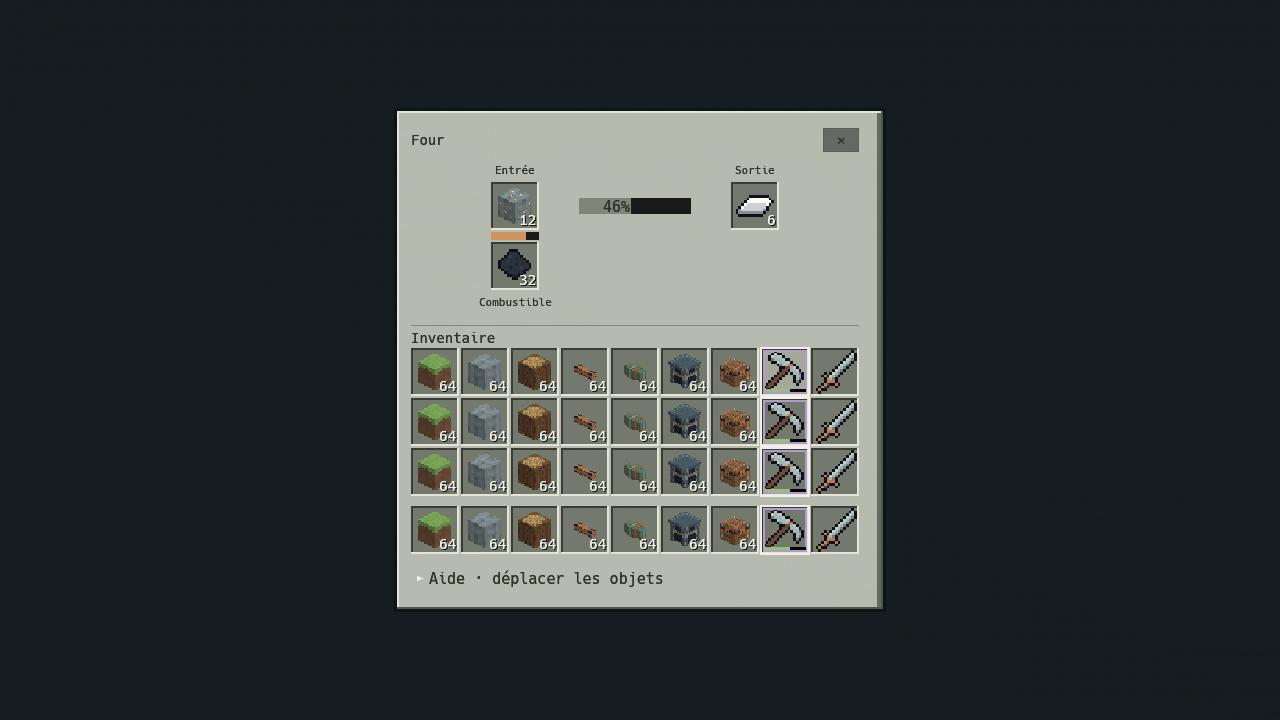 Four ×
Entrée Sortie
12 46% 6
32
Combustible
Inventaire
64 64 64 64 64 64 64
64 64 64 64 64 64 64
64 64 64 64 64 64 64
64 64 64 64 64 64 64
► Aide · déplacer les objets